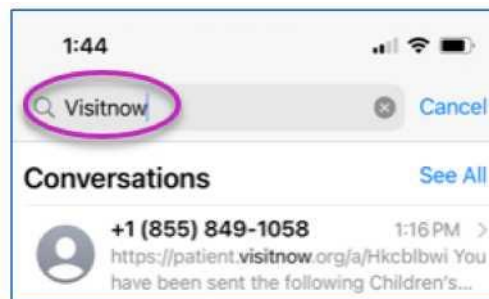 1:44
Visitnow
Cancel
Conversations
See All
+1 (855) 849-1058
1:16 PM
https://patient.visitnow.org/a/Hkcblbwi You
have been sent the following Children's...